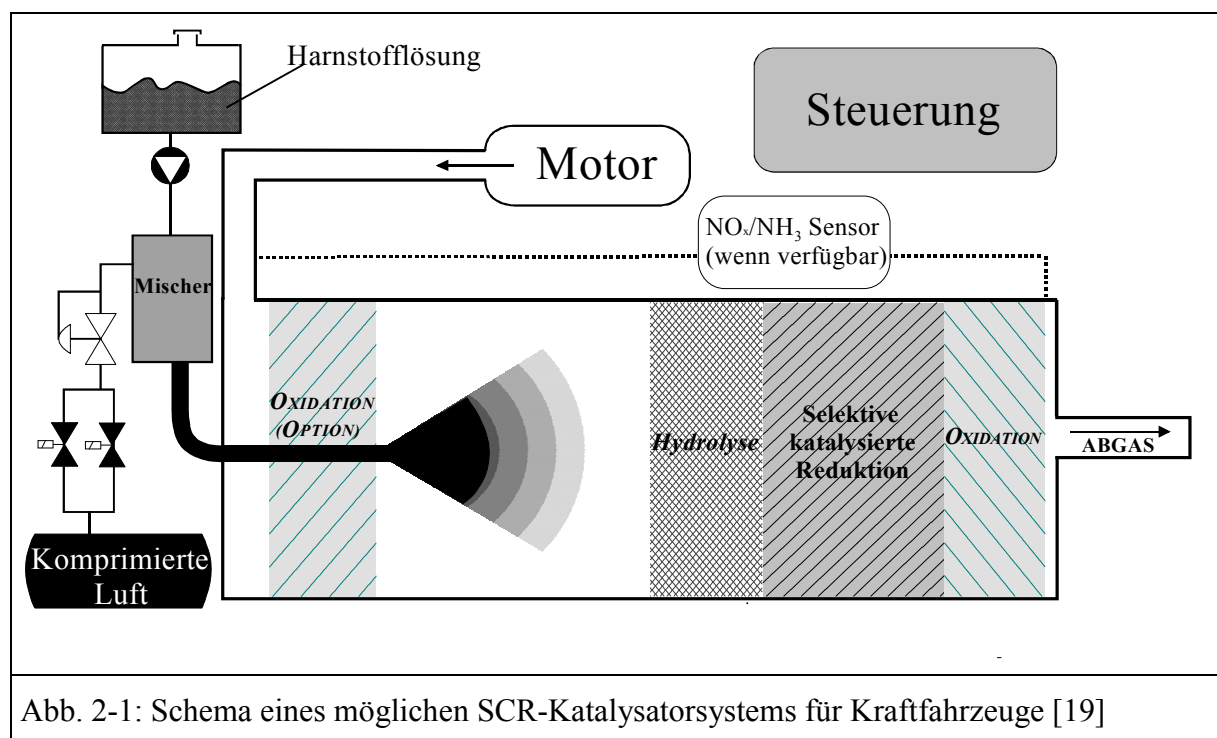 Harnstofflösung
Steuerung
Motor
NOx/NH3 Sensor
(wenn verfügbar)
Mischer
OXIDATION
(OPTION)
Hydrolyse
Selektive
katalysierte
Reduktion
OXIDATION
ABGAS
Komprimierte
Luft
Abb. 2-1: Schema eines möglichen SCR-Katalysatorsystems für Kraftfahrzeuge [19]